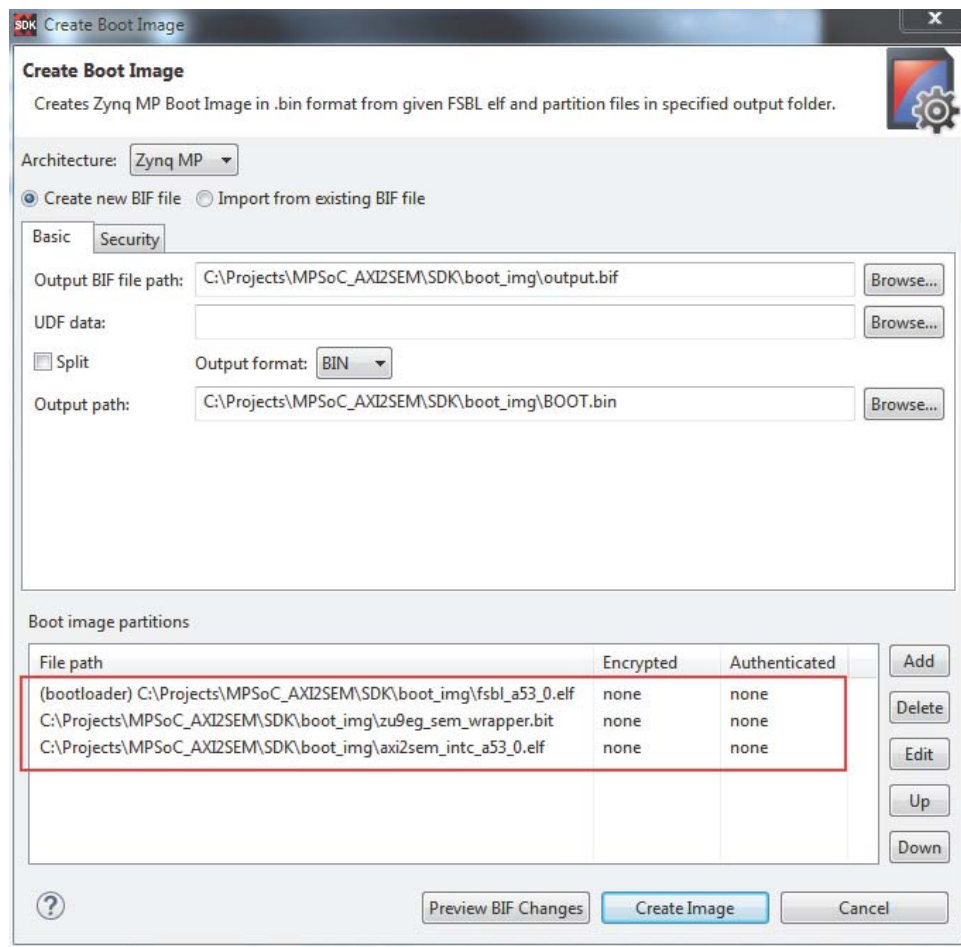 SDK Create Boot Image
x
Create Boot Image
Creates Zynq MP Boot Image in .bin format from given FSBL elf and partition files in specified output folder.
Architecture: Zynq MP
Create new BIF file Import from existing BIF file
Basic Security
Output BIF file path: C:\Projects\MPSoC_AXI2SEM\SDK\boot_img\output.bif Browse...
UDF data: Browse...
Split Output format: BIN
Output path: C:\Projects\MPSoC_AXI2SEM\SDK\boot_img\BOOT.bin Browse...
Boot image partitions
File path Encrypted Authenticated Add
(bootloader) C:\Projects\MPSoC_AXI2SEM\SDK\boot_img\fsbl_a53_0.elf none none
C:\Projects\MPSoC_AXI2SEM\SDK\boot_img\zu9eg_sem_wrapper.bit none none Delete
C:\Projects\MPSoC_AXI2SEM\SDK\boot_img\axi2sem_intc_a53_0.elf none none Edit
Up
Down
? Preview BIF Changes Create Image Cancel